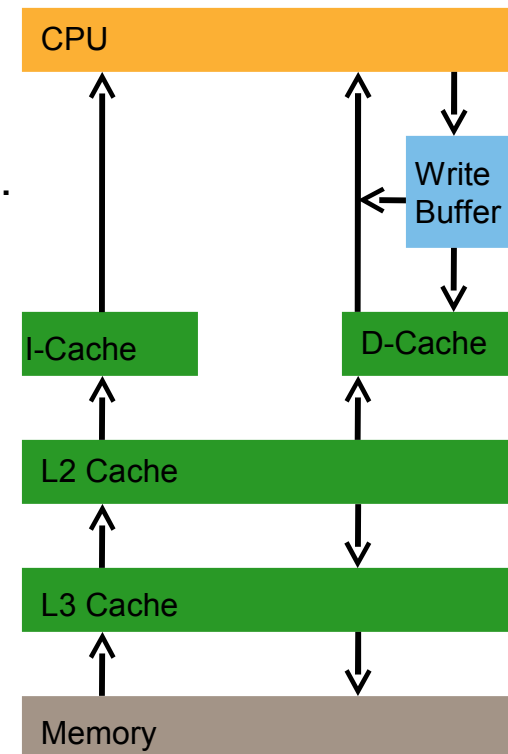 CPU
.
Write
Buffer
I-Cache
D-Cache
L2 Cache
L3 Cache
Memory